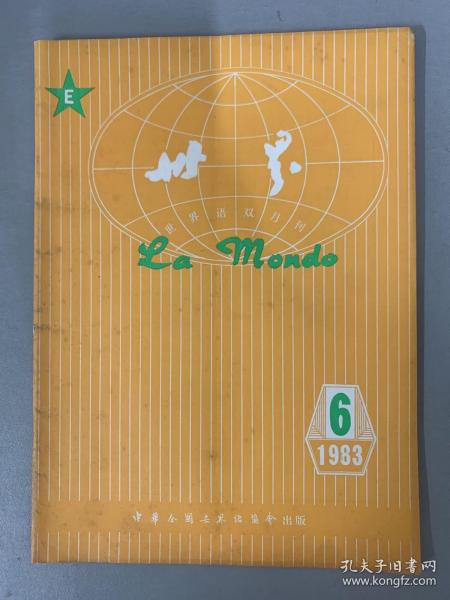 E
世界
世界语双月刊
La Mondo
6
1983
中华全国世界语协会出版
孔夫子旧书网
www.kongfz.com